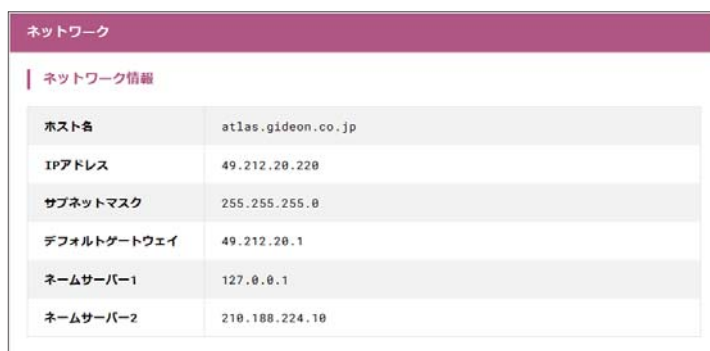 ネットワーク
ネットワーク情報
ホスト名 atlas.gideon.co.jp
IPアドレス 49.212.20.220
サブネットマスク 255.255.255.0
デフォルトゲートウェイ 49.212.20.1
ネームサーバー1 127.0.0.1
ネームサーバー2 210.188.224.10